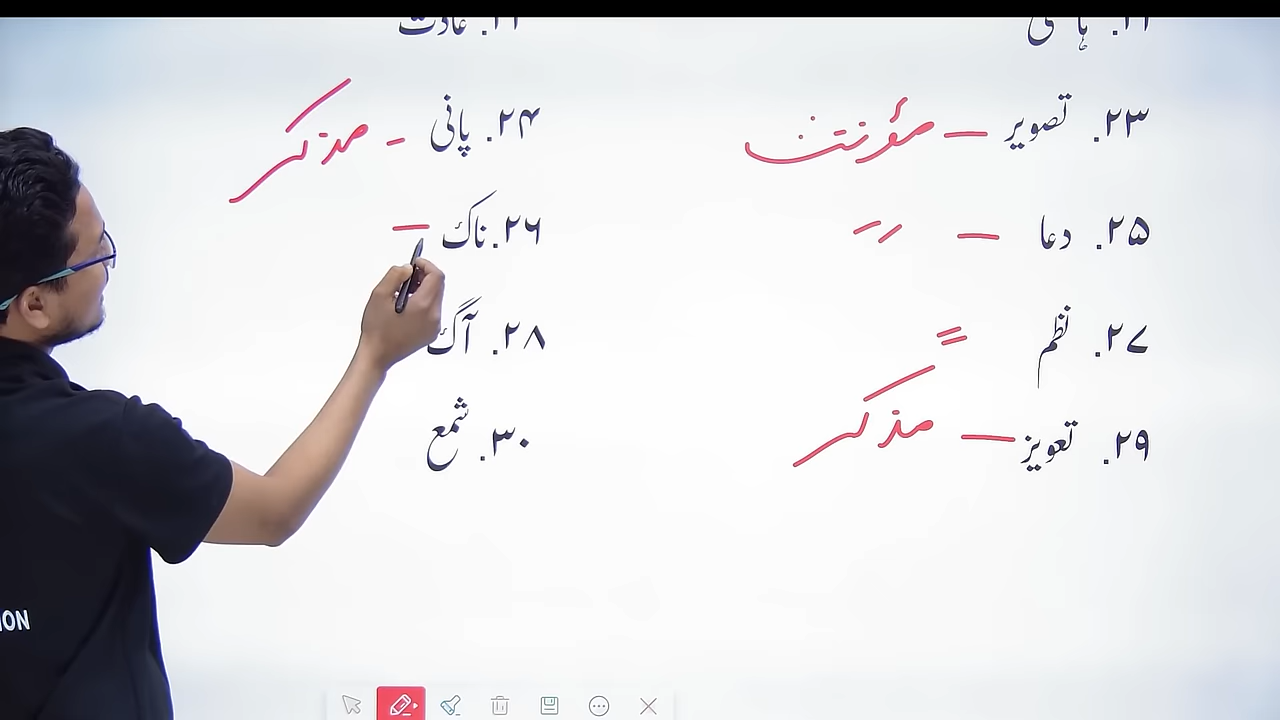 ۲۳. تصویر — مؤنث ۲۴. پانی - مذکر
۲۵. دعا — ۲۶. ناک —
۲۷. نظم = ۲۸. آگ
۲۹. تعویز — مذکر ۳۰. شمع
ION